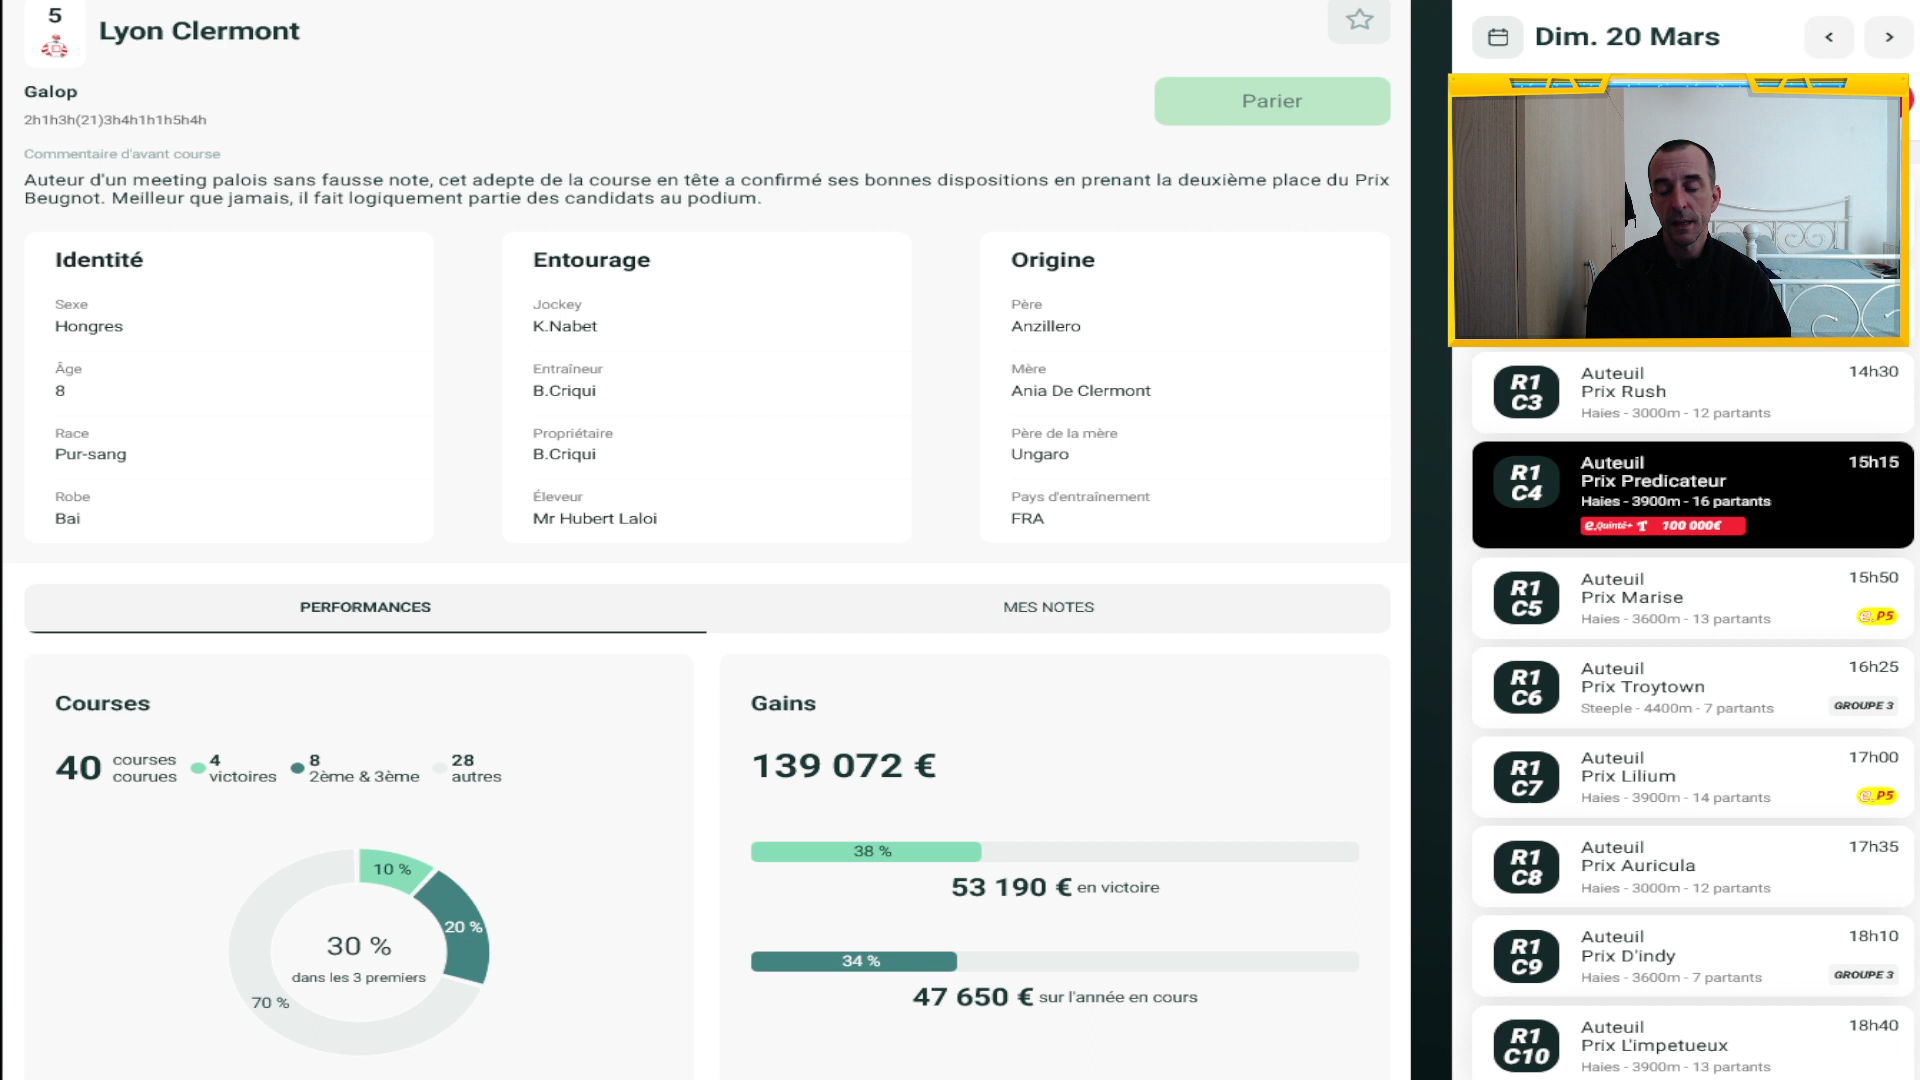 5
Lyon Clermont
Galop
2h1h3h(21)3h4h1h1h5h4h
Parier
Commentaire d'avant course
Auteur d'un meeting palois sans fausse note, cet adepte de la course en tête a confirmé ses bonnes dispositions en prenant la deuxième place du Prix
Beugnot. Meilleur que jamais, il fait logiquement partie des candidats au podium.
Identité
Sexe
Hongres
Âge
8
Race
Pur-sang
Robe
Bai
Entourage
Jockey
K.Nabet
Entraîneur
B.Criqui
Propriétaire
B.Criqui
Éleveur
Mr Hubert Laloi
Origine
Père
Anzillero
Mère
Ania De Clermont
Père de la mère
Ungaro
Pays d'entraînement
FRA
PERFORMANCES
MES NOTES
Courses
40 courses courues
4 victoires
8 2ème & 3ème
28 autres
10 %
20 %
30 %
dans les 3 premiers
70 %
Gains
139 072 €
38 %
53 190 € en victoire
34 %
47 650 € sur l'année en cours
Dim. 20 Mars
<
>
R1 C3
Auteuil 14h30
Prix Rush
Haies - 3000m - 12 partants
R1 C4
Auteuil 15h15
Prix Predicateur
Haies - 3900m - 16 partants
e.Quinté+ T 100 000€
R1 C5
Auteuil 15h50
Prix Marise
Haies - 3600m - 13 partants
e.P5
R1 C6
Auteuil 16h25
Prix Troytown
Steeple - 4400m - 7 partants
GROUPE 3
R1 C7
Auteuil 17h00
Prix Lilium
Haies - 3900m - 14 partants
e.P5
R1 C8
Auteuil 17h35
Prix Auricula
Haies - 3000m - 12 partants
R1 C9
Auteuil 18h10
Prix D'indy
Haies - 3600m - 7 partants
GROUPE 3
R1 C10
Auteuil 18h40
Prix L'impetueux
Haies - 3900m - 13 partants